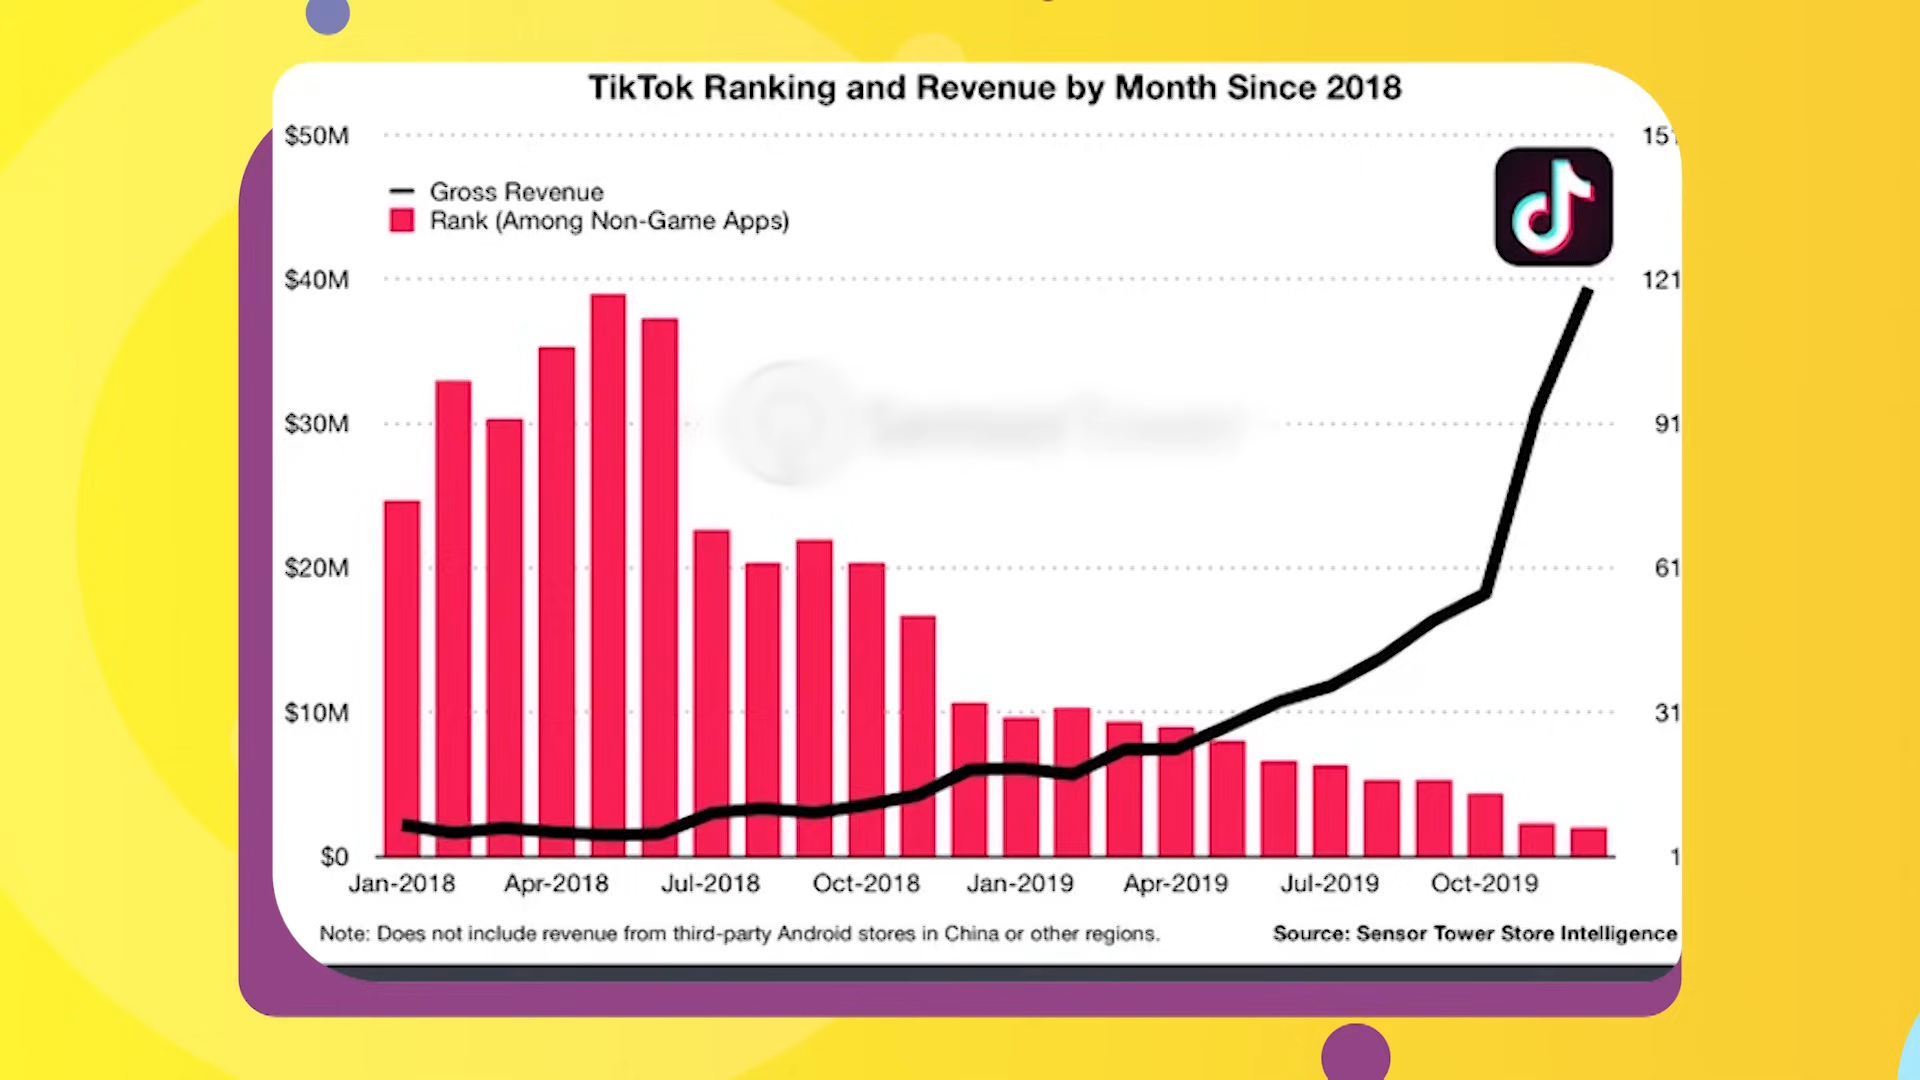 TikTok Ranking and Revenue by Month Since 2018
$50M
151
Gross Revenue
Rank (Among Non-Game Apps)
$40M
121
$30M
Sensor Tower
91
$20M
61
$10M
31
$0
1
Jan-2018 Apr-2018 Jul-2018 Oct-2018 Jan-2019 Apr-2019 Jul-2019 Oct-2019
Note: Does not include revenue from third-party Android stores in China or other regions.
Source: Sensor Tower Store Intelligence